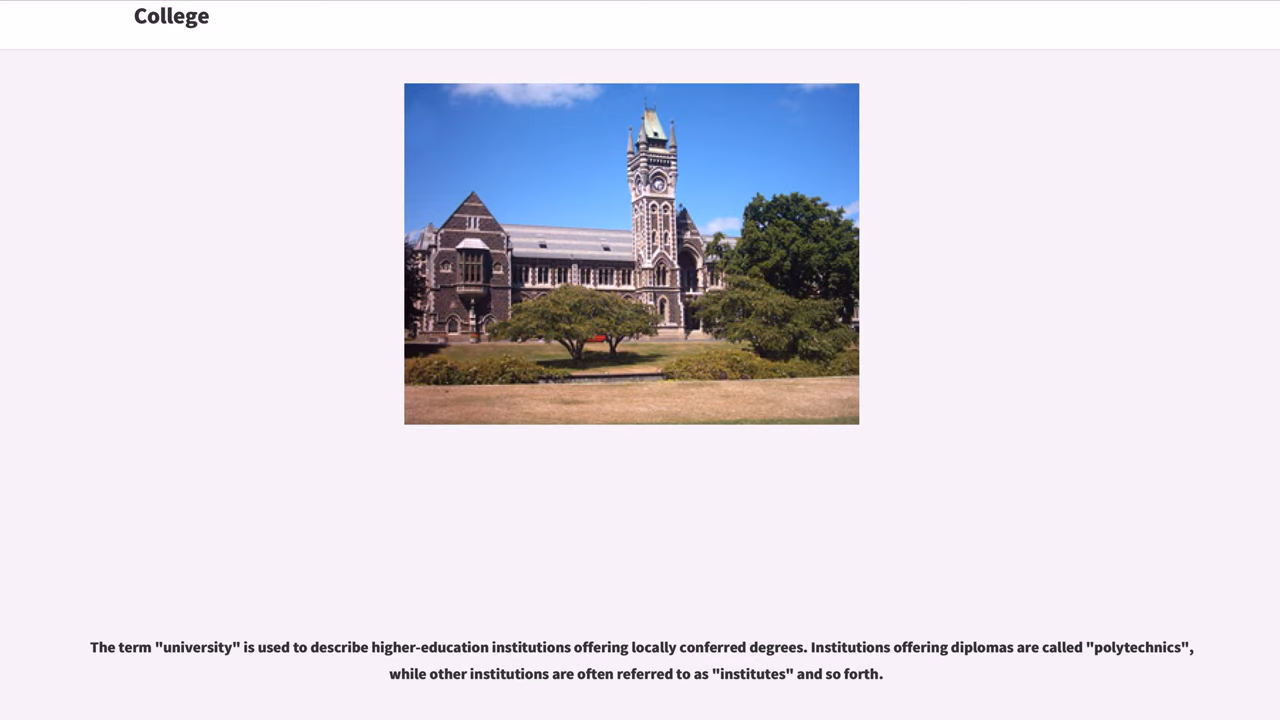 College
The term "university" is used to describe higher-education institutions offering locally conferred degrees. Institutions offering diplomas are called "polytechnics",
while other institutions are often referred to as "institutes" and so forth.